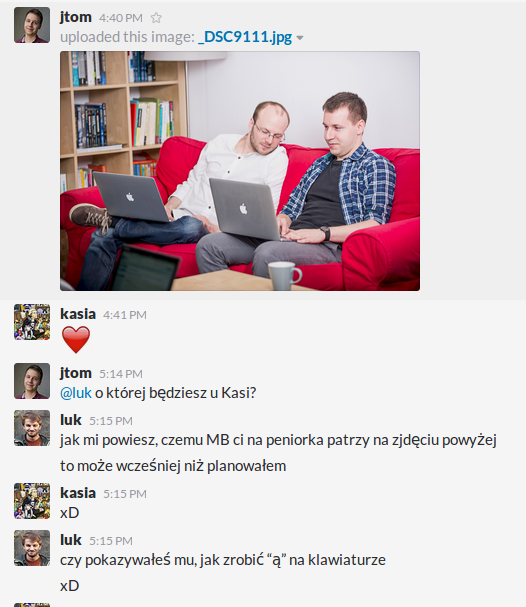 jtom 4:40 PM
uploaded this image: _DSC9111.jpg
kasia 4:41 PM
jtom 5:14 PM
@luk o której będziesz u Kasi?
luk 5:15 PM
jak mi powiesz, czemu MB ci na peniorka patrzy na zjdęciu powyżej
to może wcześniej niż planowałem
kasia 5:15 PM
xD
luk 5:15 PM
czy pokazywałeś mu, jak zrobić “ą” na klawiaturze
xD